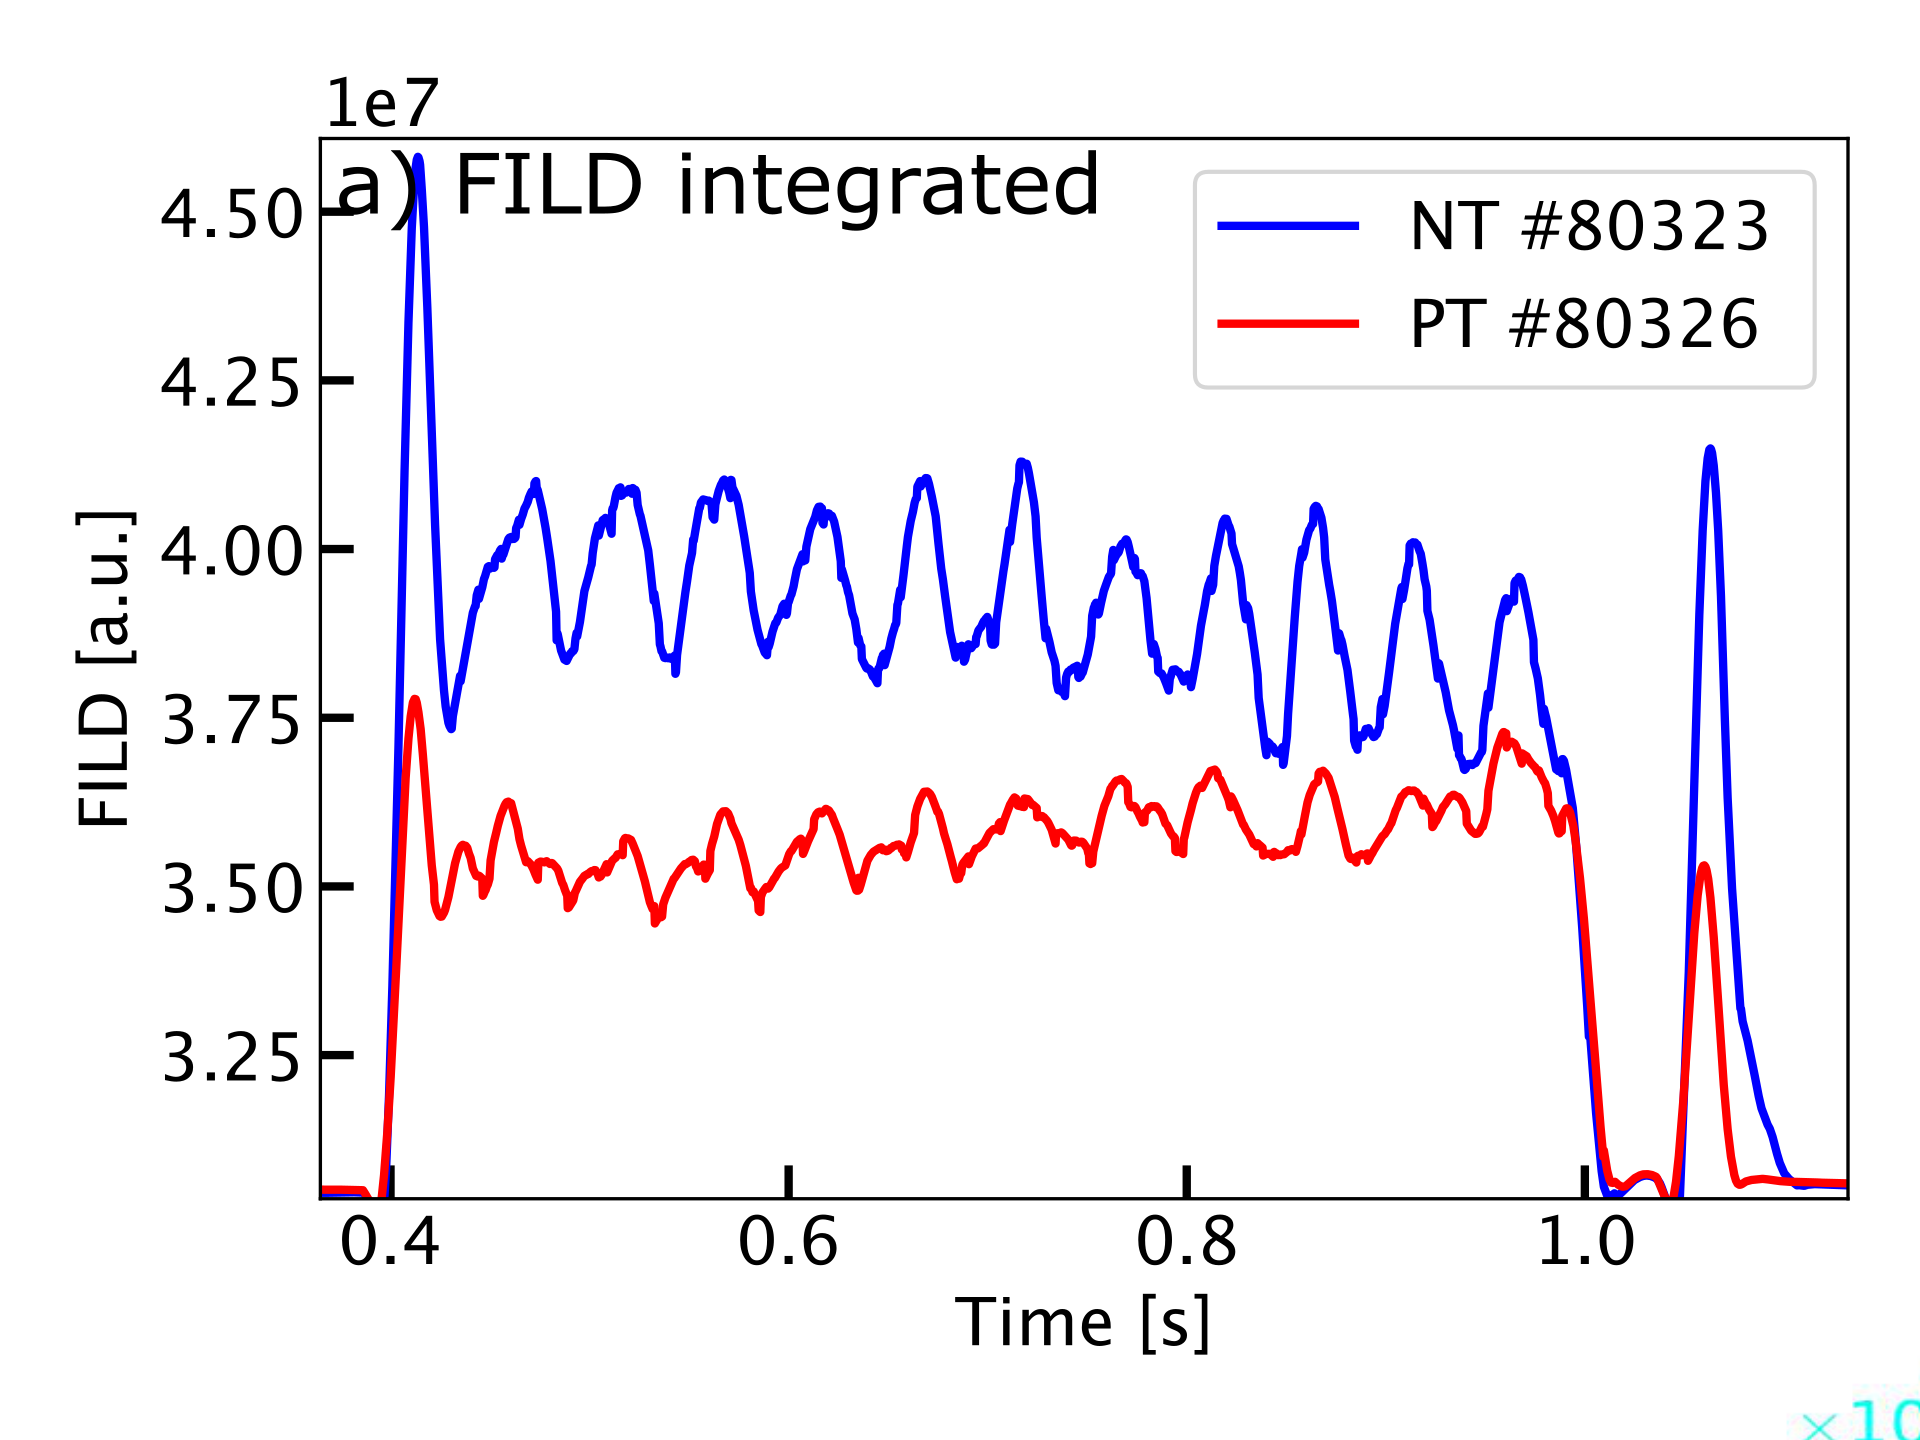 1e7
a) FILD integrated
NT #80323
PT #80326
4.50
4.25
4.00
3.75
3.50
3.25
FILD [a.u.]
0.4 0.6 0.8 1.0
Time [s]
×10